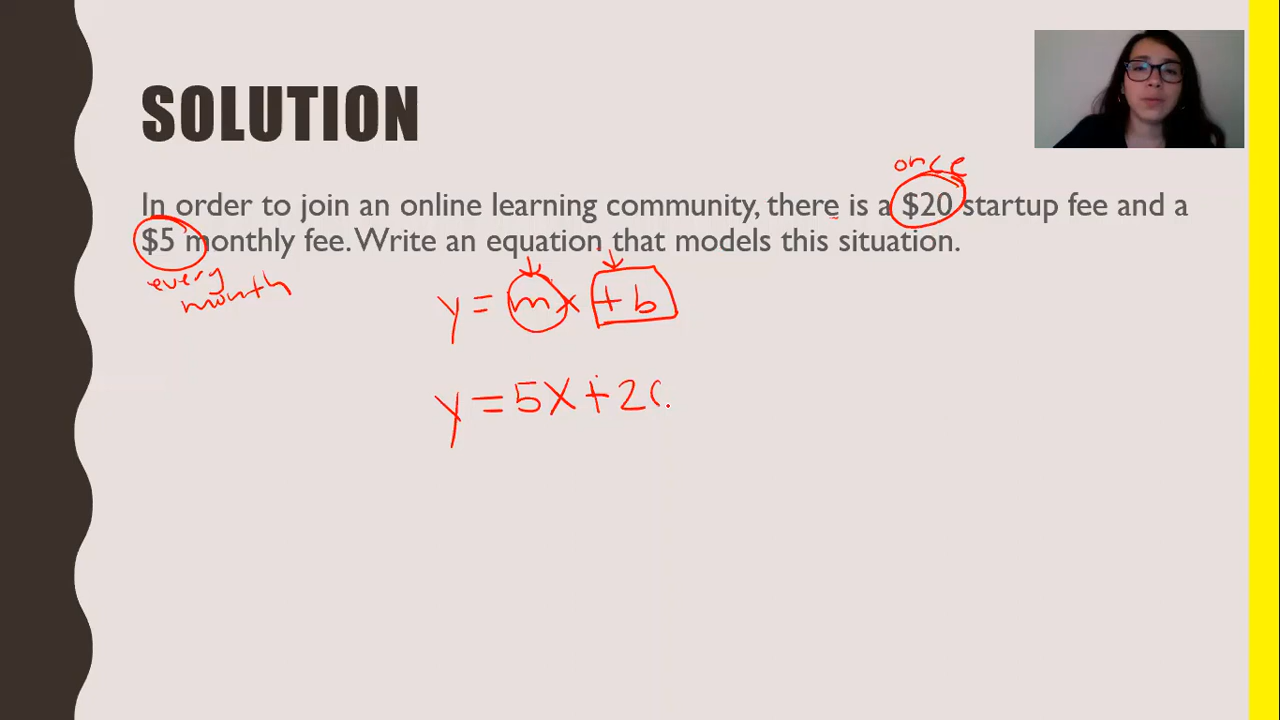 SOLUTION
once
In order to join an online learning community, there is a $20 startup fee and a
$5 monthly fee. Write an equation that models this situation.
every
month
y = mx + b
y = 5x + 2